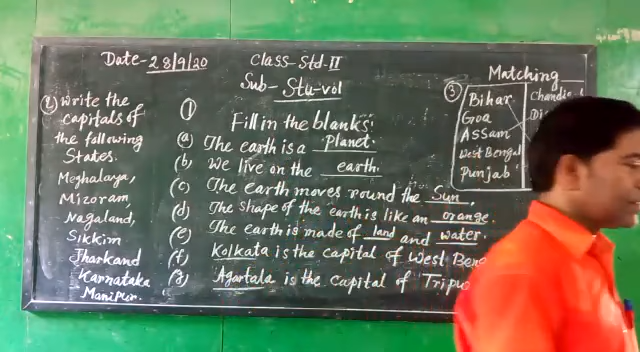 Date-28/9/20 Class-Std-II
Sub-Stu-vol
② Write the
capitals of
the following
States.
Meghalaya,
Mizoram,
Nagaland,
Sikkim
Jharkand
Karnataka
Manipur.
①
Fill in the blanks:
(a) The earth is a planet.
(b) We live on the earth.
(c) The earth moves round the Sun.
(d) The shape of the earth is like an orange.
(e) The earth is made of land and water.
(f) Kolkata is the capital of West Ben
(g) Agartala is the capital of Tripu
Matching
③
Bihar
Goa
Assam
West Bengal
Punjab
Chandi
Di